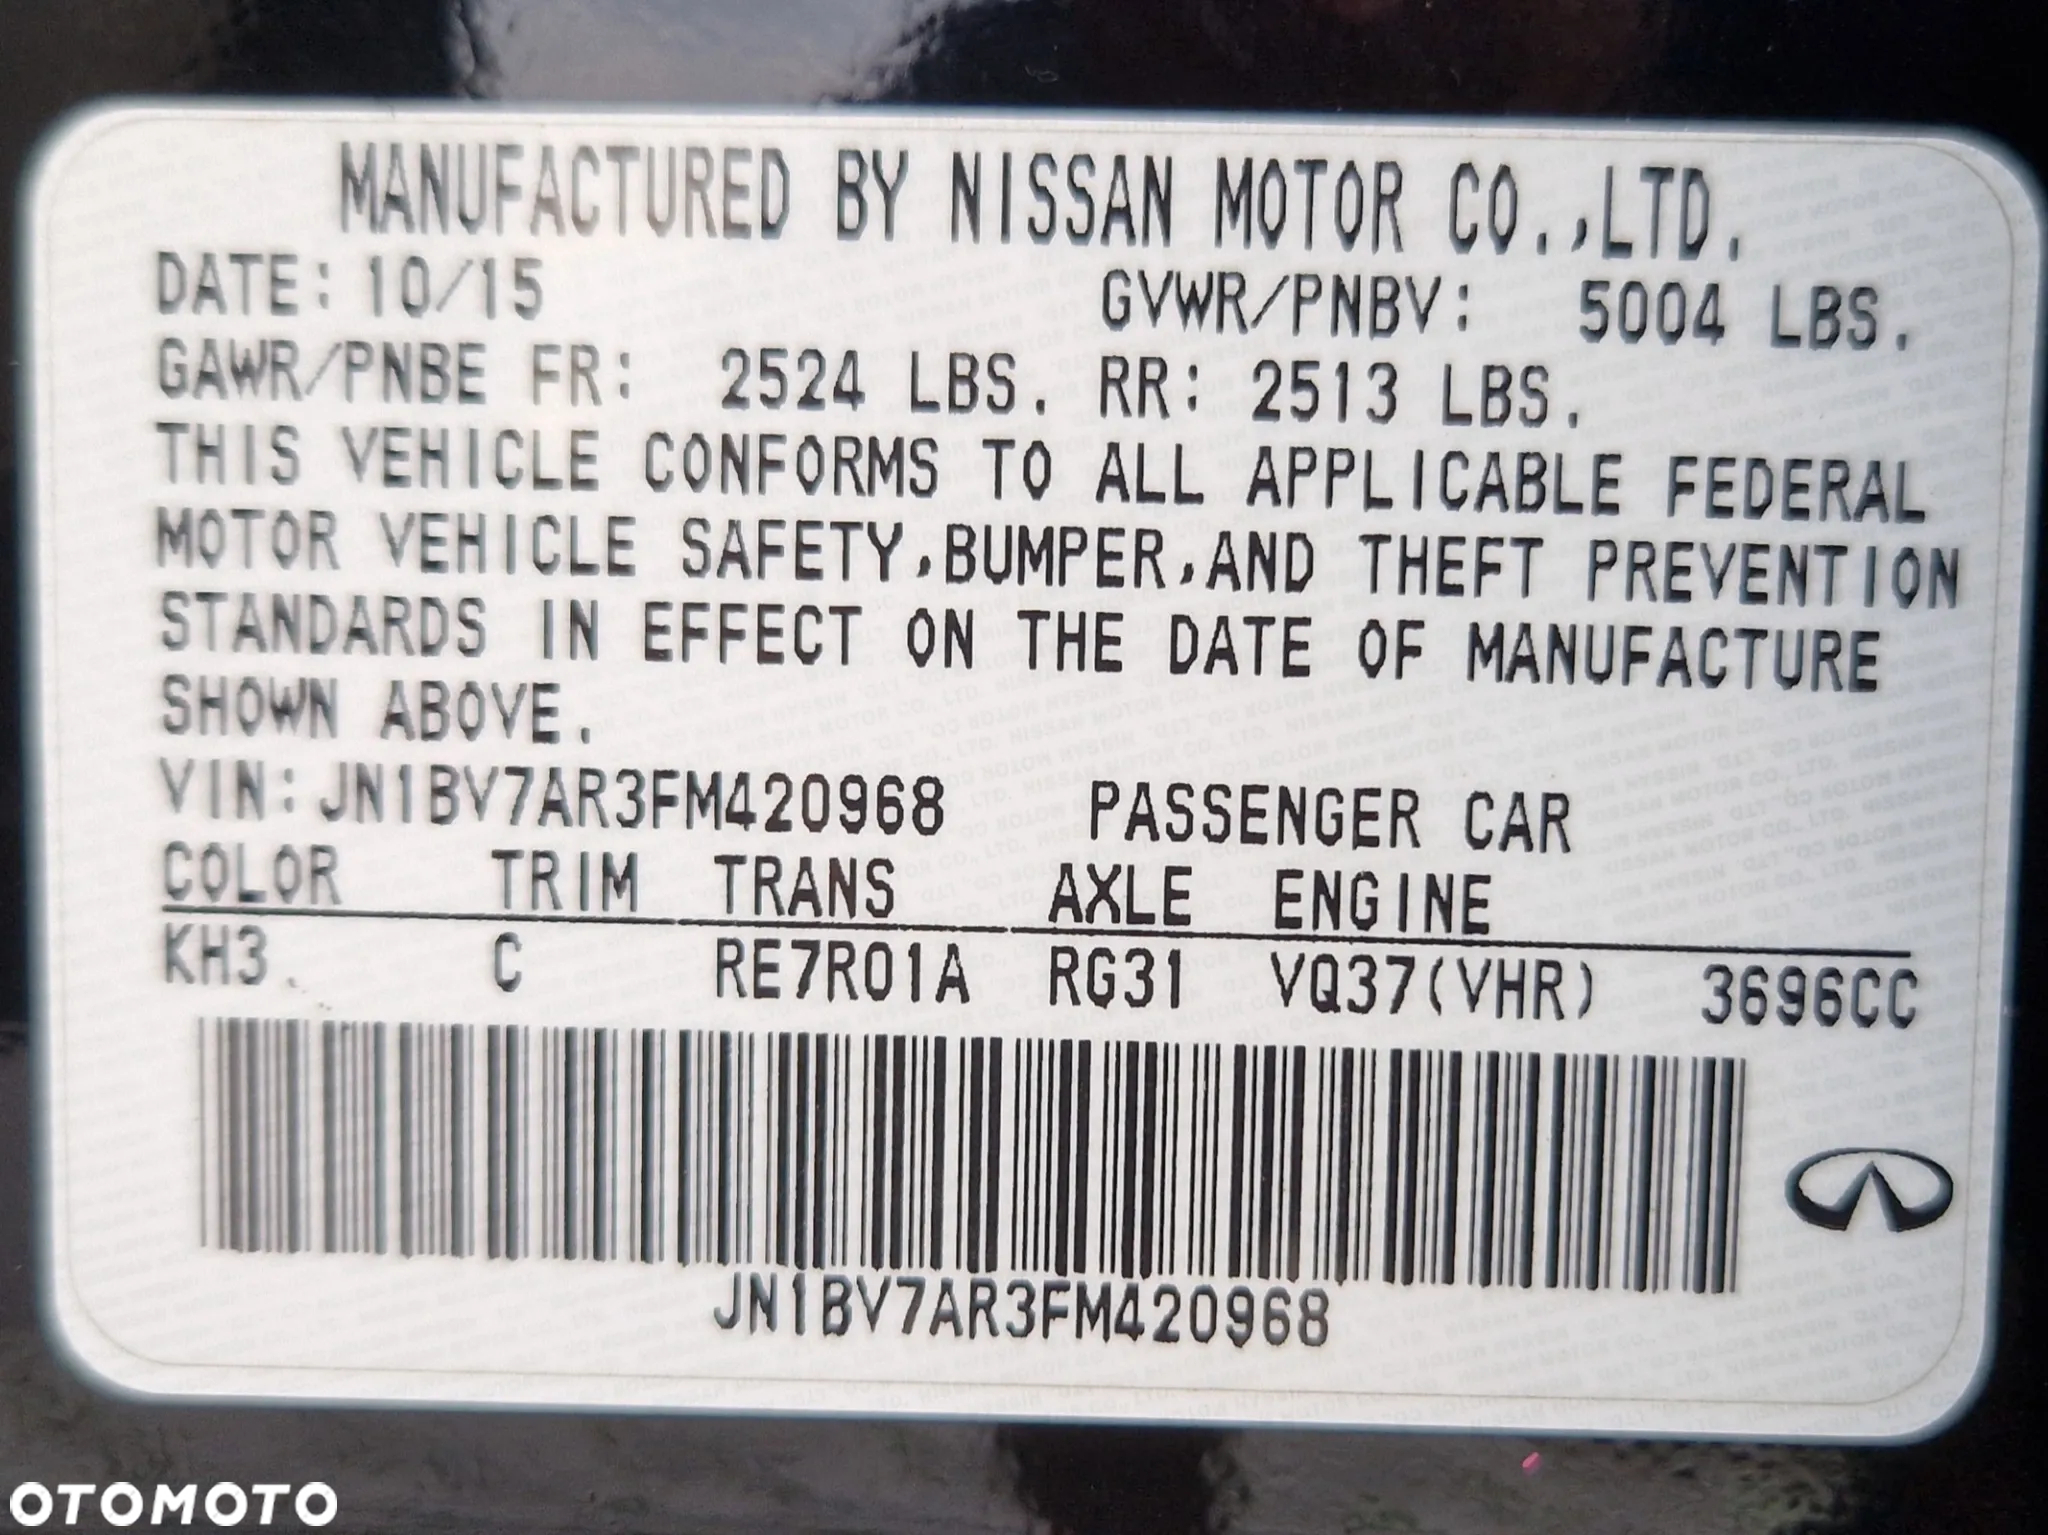 MANUFACTURED BY NISSAN MOTOR CO.,LTD.
DATE: 10/15 GVWR/PNBV: 5004 LBS.
GAWR/PNBE FR: 2524 LBS. RR: 2513 LBS.
THIS VEHICLE CONFORMS TO ALL APPLICABLE FEDERAL
MOTOR VEHICLE SAFETY,BUMPER,AND THEFT PREVENTION
STANDARDS IN EFFECT ON THE DATE OF MANUFACTURE
SHOWN ABOVE.
VIN: JN1BV7AR3FM420968 PASSENGER CAR
COLOR TRIM TRANS AXLE ENGINE
KH3. C RE7R01A RG31 VQ37(VHR) 3696CC
JN1BV7AR3FM420968
OTOMOTO